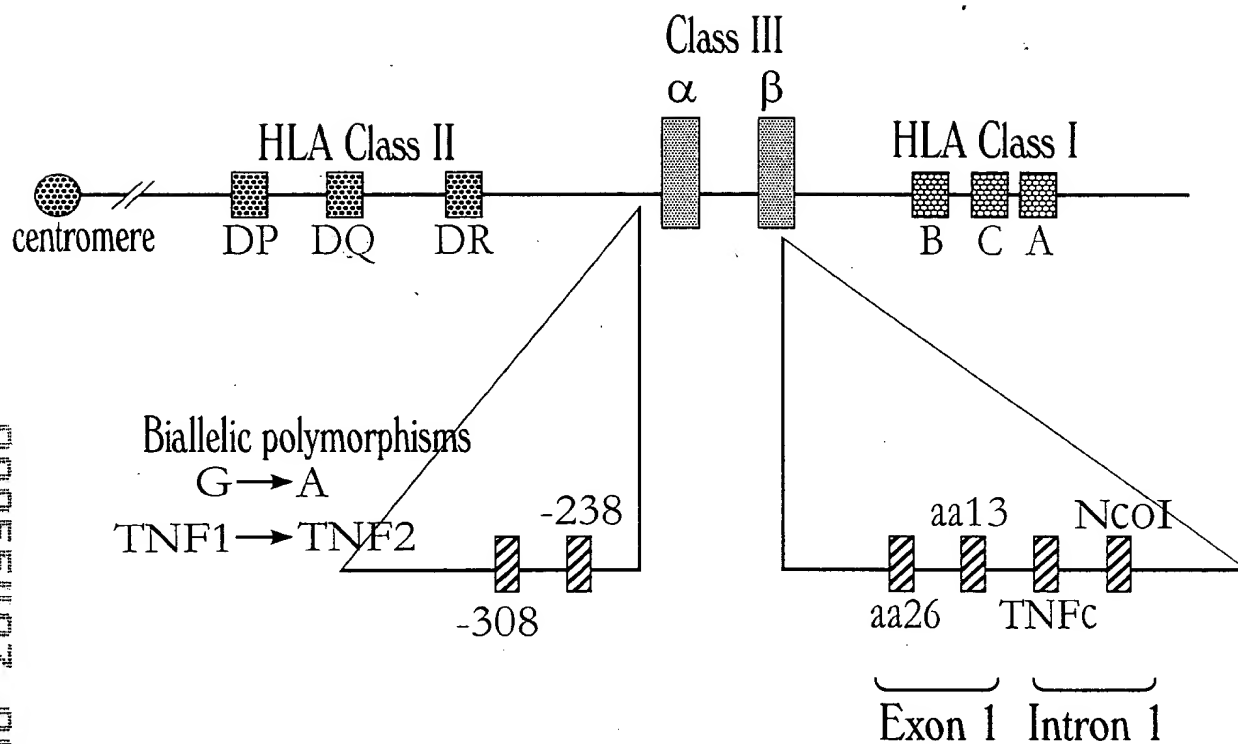 Class III
α β
HLA Class II
HLA Class I
centromere
DP DQ DR
B C A
Biallelic polymorphisms
G→A
TNF1→TNF2
-238
-308
aa13 NcoI
aa26 TNFc
Exon 1 Intron 1